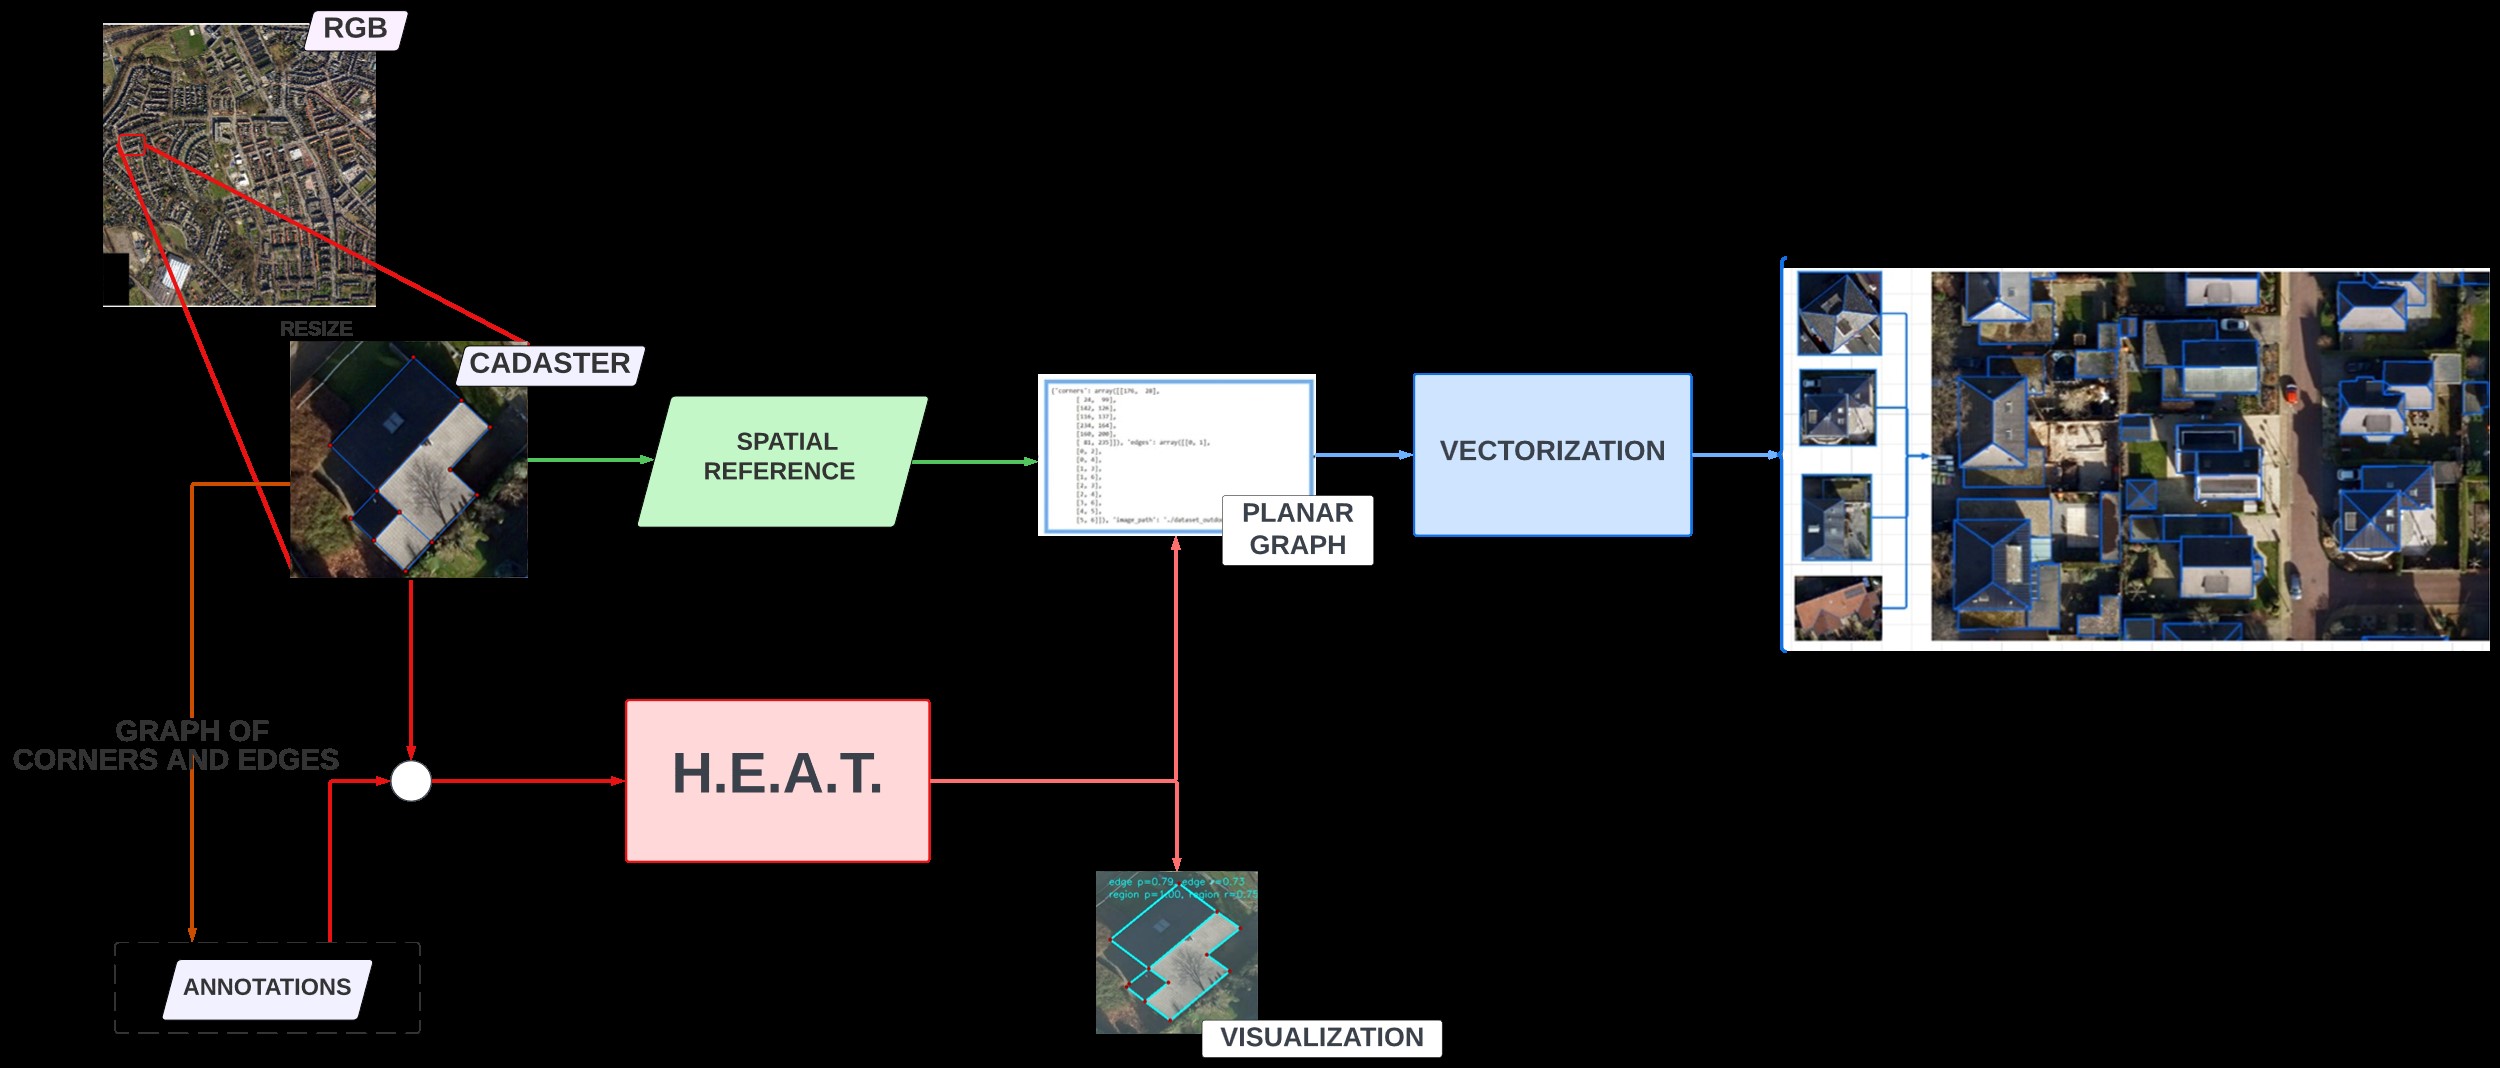 RGB
RESIZE
CADASTER
SPATIAL
REFERENCE
{'corners': array([[176, 28],
[ 24, 99],
[142, 126],
[116, 137],
[234, 164],
[160, 200],
[ 81, 235]]), 'edges': array([[0, 1],
[0, 2],
[0, 4],
[1, 3],
[1, 6],
[2, 3],
[2, 4],
[3, 6],
[4, 5],
[5, 6]]), 'image_path': './dataset_outdo
PLANAR
GRAPH
VECTORIZATION
GRAPH OF
CORNERS AND EDGES
H.E.A.T.
ANNOTATIONS
edge p=0.79, edge r=0.73
region p=1.00, region r=0.75
VISUALIZATION